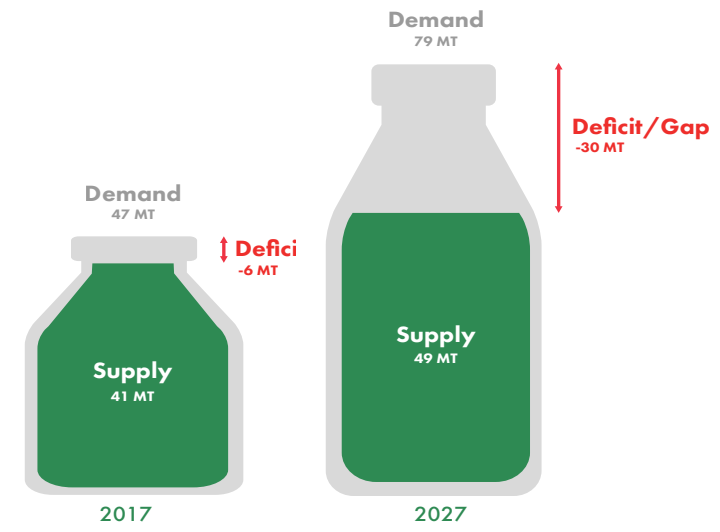 Demand
47 MT
Defici
-6 MT
Supply
41 MT
2017
Demand
79 MT
Deficit/Gap
-30 MT
Supply
49 MT
2027